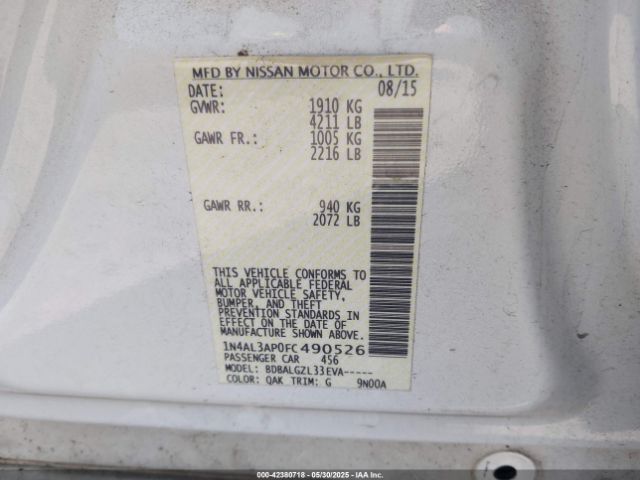 MFD BY NISSAN MOTOR CO., LTD.
DATE: 08/15
GVWR: 1910 KG
4211 LB
GAWR FR.: 1005 KG
2216 LB
GAWR RR.: 940 KG
2072 LB
THIS VEHICLE CONFORMS TO
ALL APPLICABLE FEDERAL
MOTOR VEHICLE SAFETY,
BUMPER, AND THEFT
PREVENTION STANDARDS IN
EFFECT ON THE DATE OF
MANUFACTURE SHOWN ABOVE.
1N4AL3AP0FC490526
PASSENGER CAR 456
MODEL: BDBALGZL33EVA-----
COLOR: QAK TRIM: G 9N00A
000-42380718 - 05/30/2025 - IAA Inc.